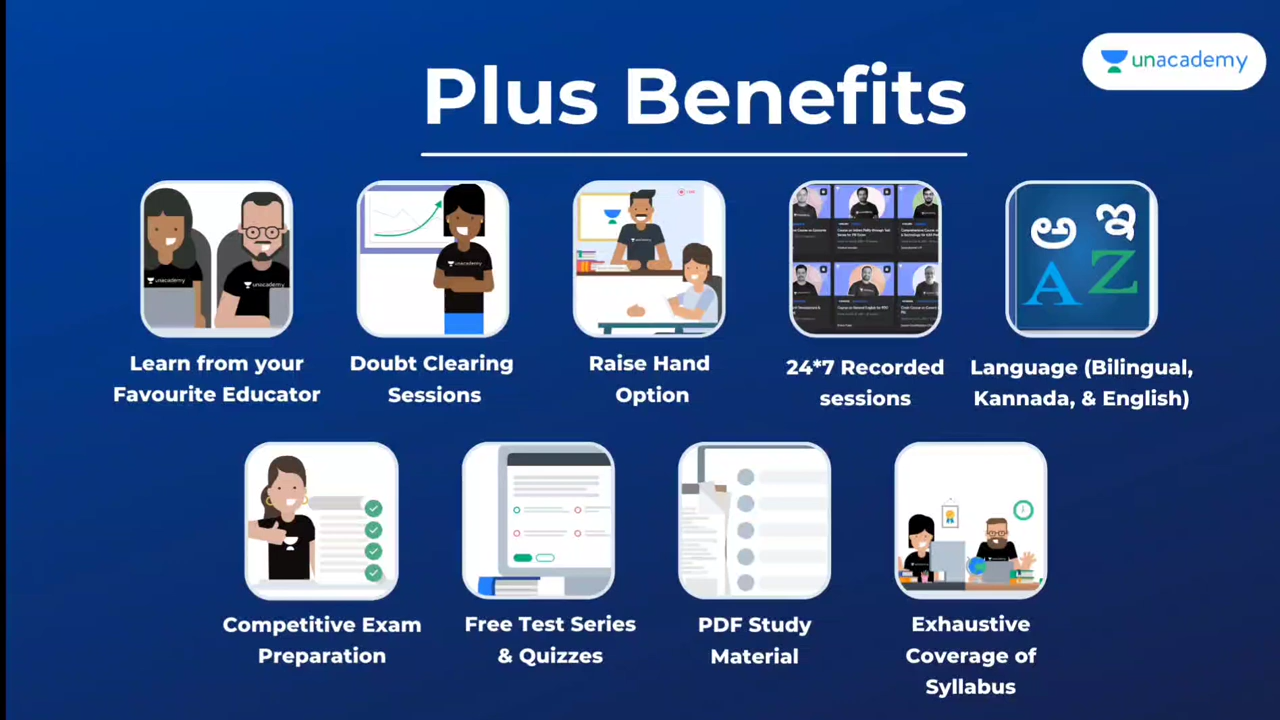 unacademy
Plus Benefits
ಅ ಇ
A Z
Learn from your
Favourite Educator
Doubt Clearing
Sessions
Raise Hand
Option
24*7 Recorded
sessions
Language (Bilingual,
Kannada, & English)
Competitive Exam
Preparation
Free Test Series
& Quizzes
PDF Study
Material
Exhaustive
Coverage of
Syllabus